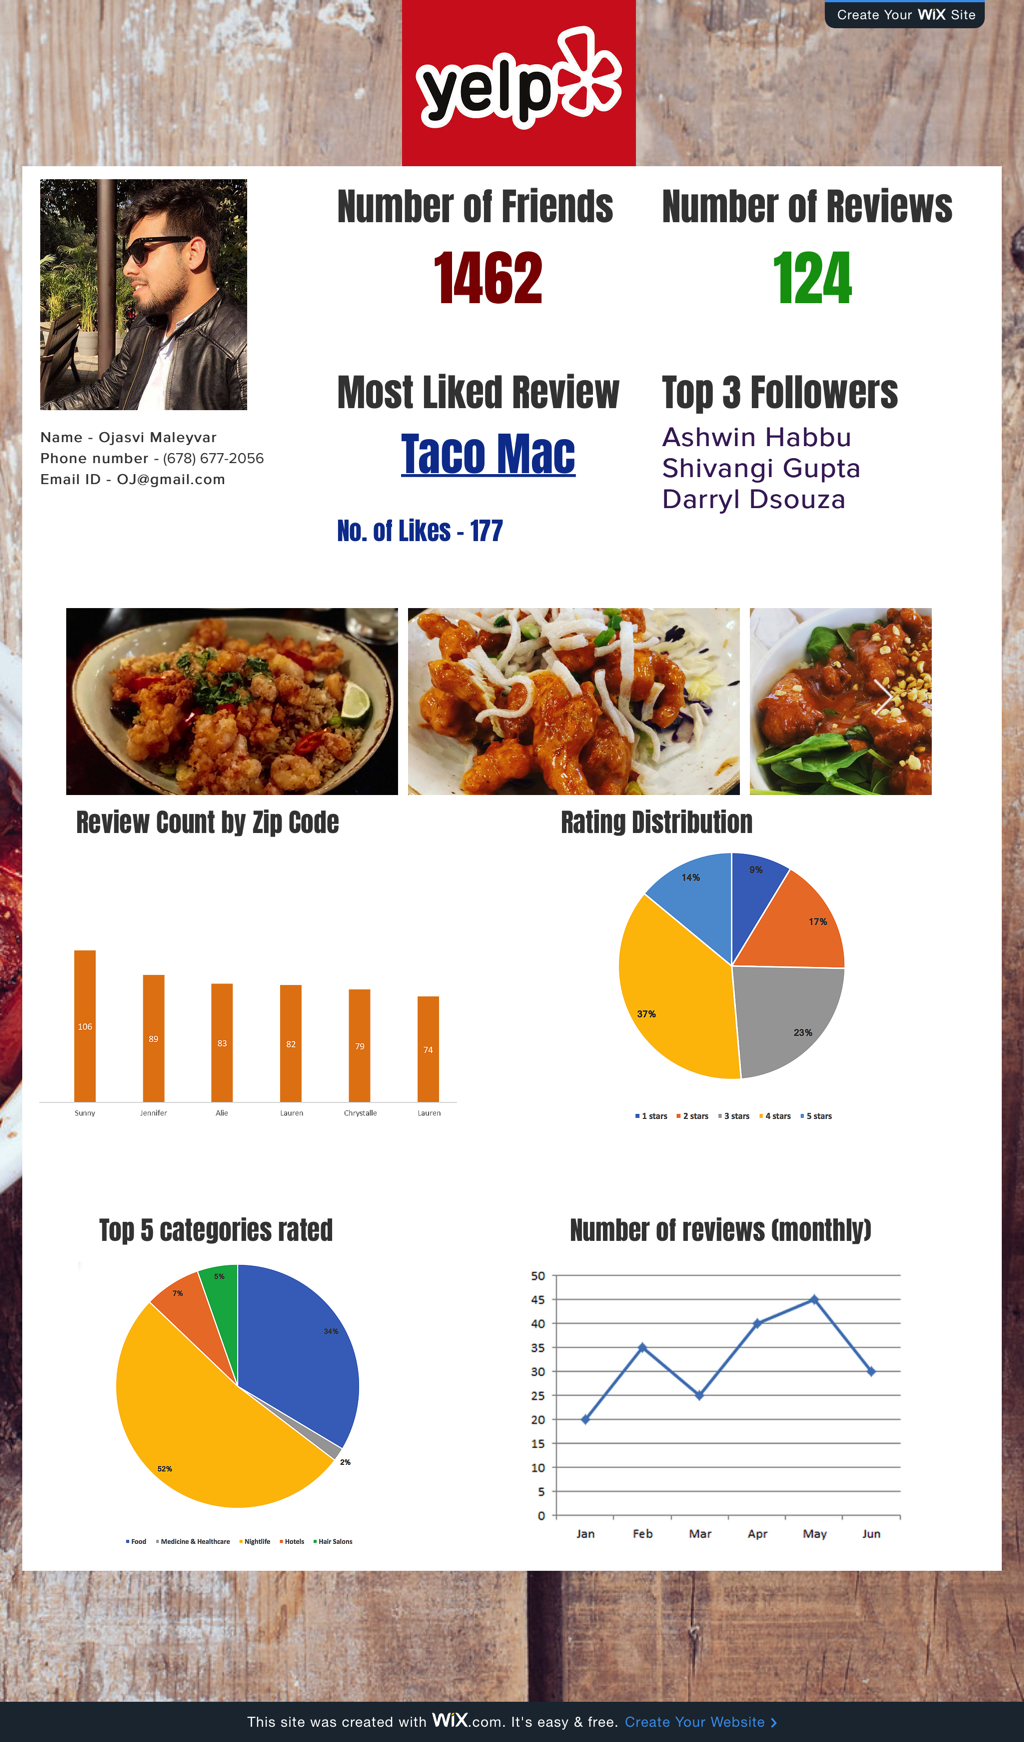 Create Your WiX Site
yelp
Number of Friends
1462
Number of Reviews
124
Name - Ojasvi Maleyvar
Phone number - (678) 677-2056
Email ID - OJ@gmail.com
Most Liked Review
Taco Mac
No. of Likes - 177
Top 3 Followers
Ashwin Habbu
Shivangi Gupta
Darryl Dsouza
Review Count by Zip Code
106
89
83
82
79
74
Sunny Jennifer Alie Lauren Chrystalle Lauren
Rating Distribution
9%
14%
17%
37%
23%
1 stars 2 stars 3 stars 4 stars 5 stars
Top 5 categories rated
5%
7%
34%
2%
52%
Food Medicine & Healthcare Nightlife Hotels Hair Salons
Number of reviews (monthly)
50
45
40
35
30
25
20
15
10
5
0
Jan Feb Mar Apr May Jun
This site was created with WiX.com. It's easy & free. Create Your Website >